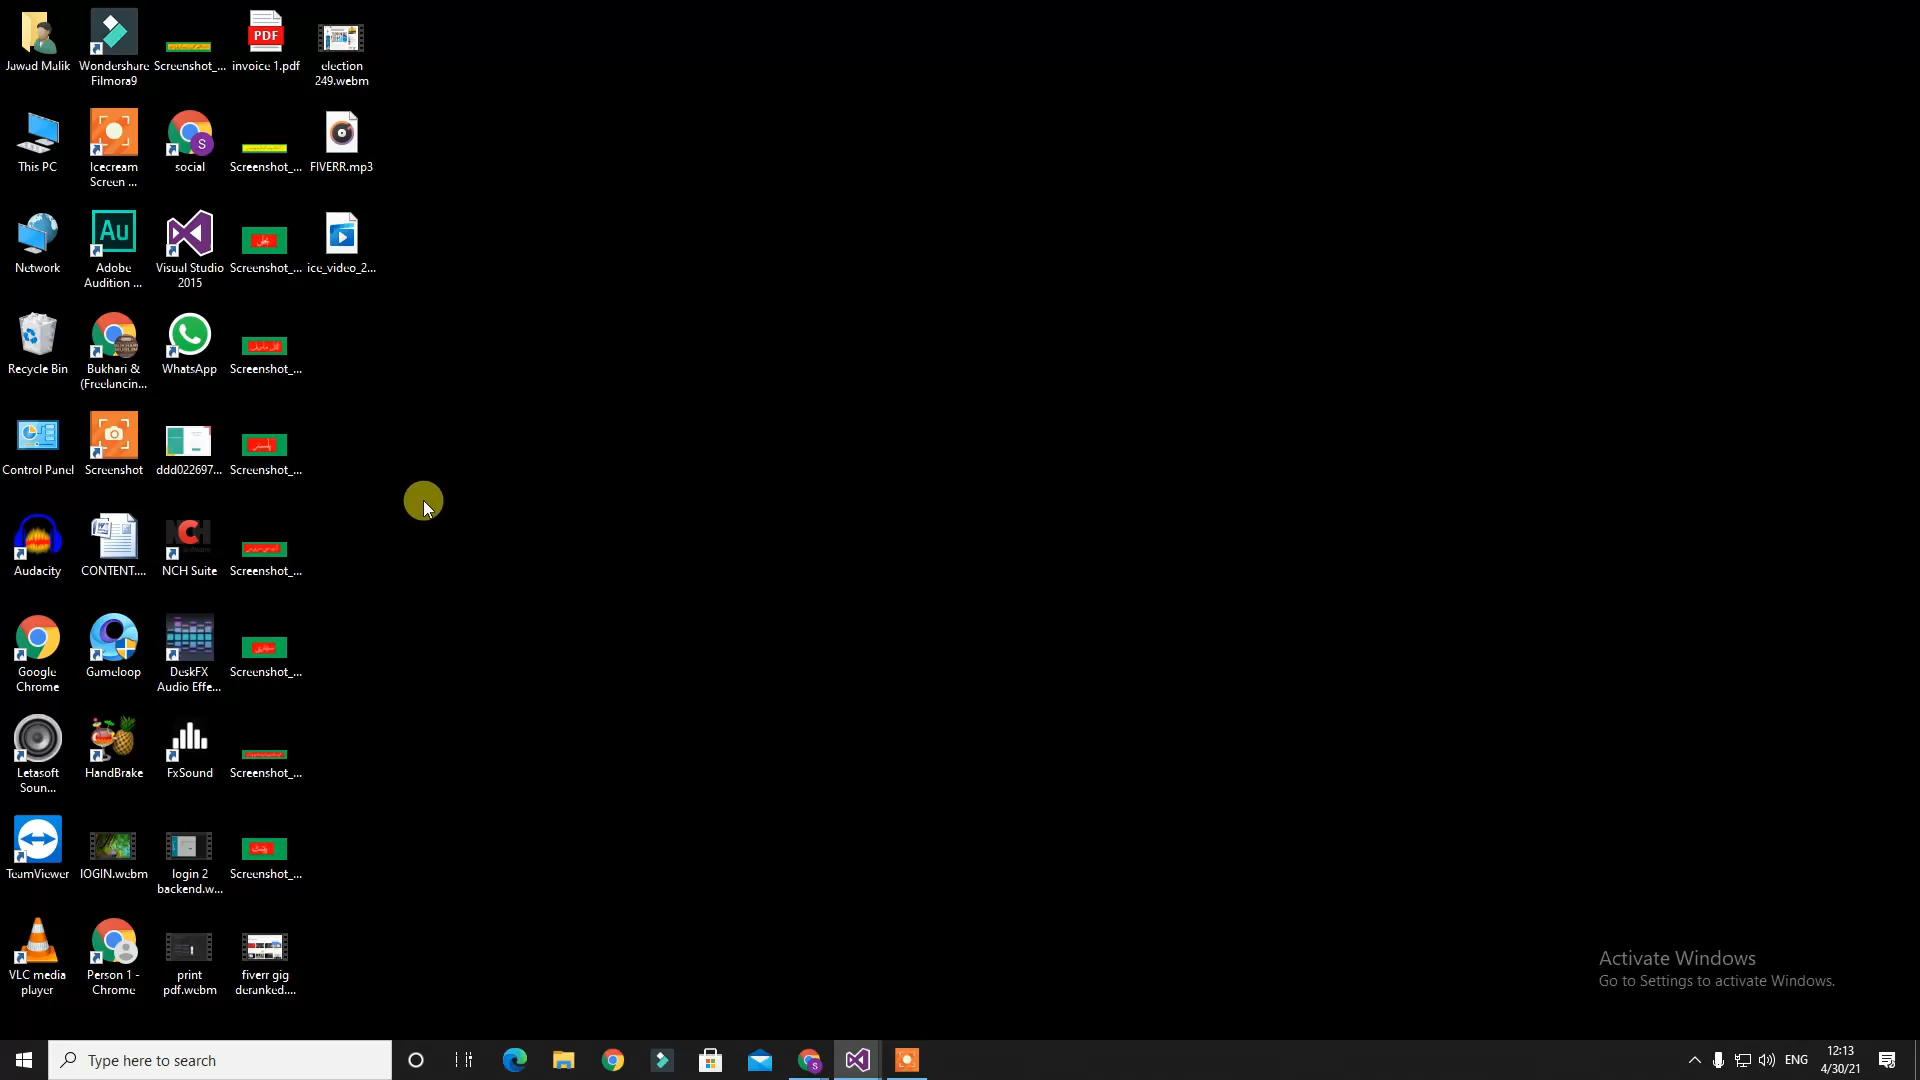 Jawad Malik
Wondershare
Filmora9
Screenshot_...
PDF
invoice 1.pdf
election
249.webm
This PC
Icecream
Screen ...
S
social
Screenshot_...
FIVERR.mp3
Network
Au
Adobe
Audition ...
Visual Studio
2015
Screenshot_...
ice_video_2...
Recycle Bin
Bukhari &
(Freelancin...
WhatsApp
Screenshot_...
Control Panel
Screenshot
ddd022697...
Screenshot_...
Audacity
CONTENT....
NCH
NCH Suite
Screenshot_...
Google
Chrome
Gameloop
DeskFX
Audio Effe...
Screenshot_...
Letasoft
Soun...
HandBrake
FxSound
Screenshot_...
TeamViewer
lOGIN.webm
login 2
backend.w...
Screenshot_...
VLC media
player
Person 1 -
Chrome
print
pdf.webm
fiverr gig
deranked....
Activate Windows
Go to Settings to activate Windows.
Type here to search
S
ENG
12:13
4/30/21